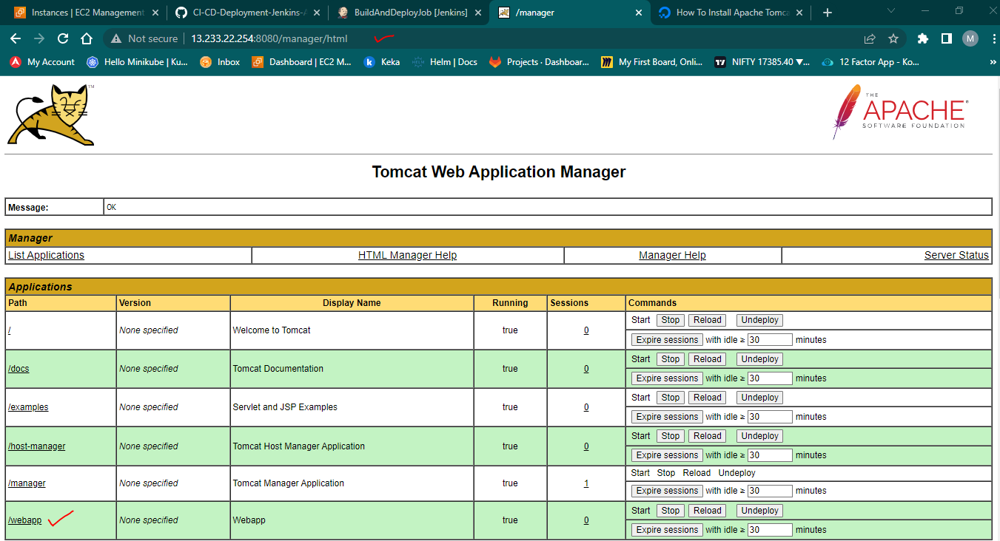 Instances | EC2 Management
CI-CD-Deployment-Jenkins-A
BuildAndDeployJob [Jenkins]
/manager
How To Install Apache Tomca
Not secure 13.233.22.254:8080/manager/html
M
My Account
Hello Minikube | Ku...
Inbox
Dashboard | EC2 M...
Keka
Helm | Docs
Projects · Dashboar...
My First Board, Onli...
NIFTY 17385.40 ▼...
12 Factor App - Ko...
»
TM
THE
APACHE
SOFTWARE FOUNDATION
Tomcat Web Application Manager
Message: OK
Manager
List Applications HTML Manager Help Manager Help Server Status
Applications
Path Version Display Name Running Sessions Commands
/ None specified Welcome to Tomcat true 0 Start Stop Reload Undeploy
Expire sessions with idle ≥ 30 minutes
/docs None specified Tomcat Documentation true 0 Start Stop Reload Undeploy
Expire sessions with idle ≥ 30 minutes
/examples None specified Servlet and JSP Examples true 0 Start Stop Reload Undeploy
Expire sessions with idle ≥ 30 minutes
/host-manager None specified Tomcat Host Manager Application true 0 Start Stop Reload Undeploy
Expire sessions with idle ≥ 30 minutes
/manager None specified Tomcat Manager Application true 1 Start Stop Reload Undeploy
Expire sessions with idle ≥ 30 minutes
/webapp None specified Webapp true 0 Start Stop Reload Undeploy
Expire sessions with idle ≥ 30 minutes